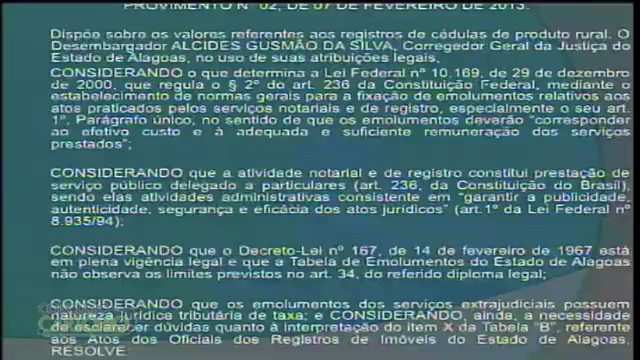 PROVIMENTO Nº 02, DE 07 DE FEVEREIRO DE 2013.
Dispõe sobre os valores referentes aos registros de cédulas de produto rural. O
Desembargador ALCIDES GUSMÃO DA SILVA, Corregedor Geral da Justiça do
Estado de Alagoas, no uso de suas atribuições legais,
CONSIDERANDO o que determina a Lei Federal nº 10.169, de 29 de dezembro
de 2000, que regula o § 2º do art. 236 da Constituição Federal, mediante o
estabelecimento de normas gerais para a fixação de emolumentos relativos aos
atos praticados pelos serviços notariais e de registro, especialmente o seu art.
1º, Parágrafo único, no sentido de que os emolumentos deverão "corresponder
ao efetivo custo e à adequada e suficiente remuneração dos serviços
prestados";
CONSIDERANDO que a atividade notarial e de registro constitui prestação de
serviço público delegado a particulares (art. 236, da Constituição do Brasil),
sendo elas atividades administrativas consistente em "garantir a publicidade,
autenticidade, segurança e eficácia dos atos jurídicos" (art.1º da Lei Federal nº
8.935/94);
CONSIDERANDO que o Decreto-Lei nº 167, de 14 de fevereiro de 1967 está
em plena vigência legal e que a Tabela de Emolumentos do Estado de Alagoas
não observa os limites previstos no art. 34, do referido diploma legal;
CONSIDERANDO que os emolumentos dos serviços extrajudiciais possuem
natureza jurídica tributária de taxa; e CONSIDERANDO, ainda, a necessidade
de esclarecer dúvidas quanto à interpretação do item X da Tabela "B", referente
aos Atos dos Oficiais dos Registros de Imóveis do Estado de Alagoas,
RESOLVE: